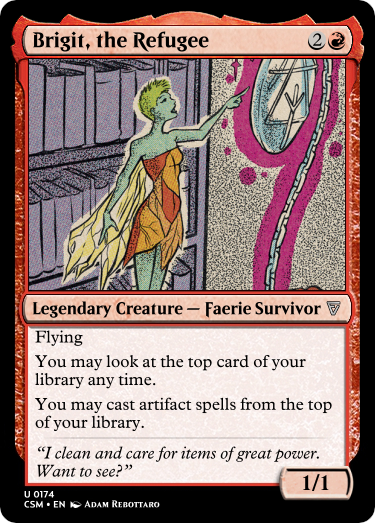 Brigit, the Refugee 2
Legendary Creature — Faerie Survivor
Flying
You may look at the top card of your
library any time.
You may cast artifact spells from the top
of your library.
“I clean and care for items of great power.
Want to see?”
1/1
U 0174
CSM • EN Adam Rebottaro